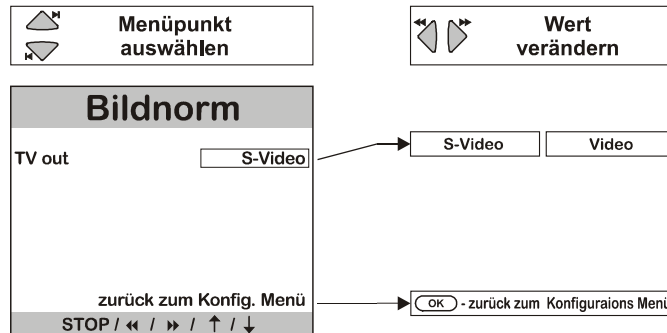 Menüpunkt
auswählen
Wert
verändern
Bildnorm
TV out S-Video
S-Video Video
zurück zum Konfig. Menü
OK - zurück zum Konfiguraions Menü
STOP / ◀◀ / ▶▶ / ↑ / ↓